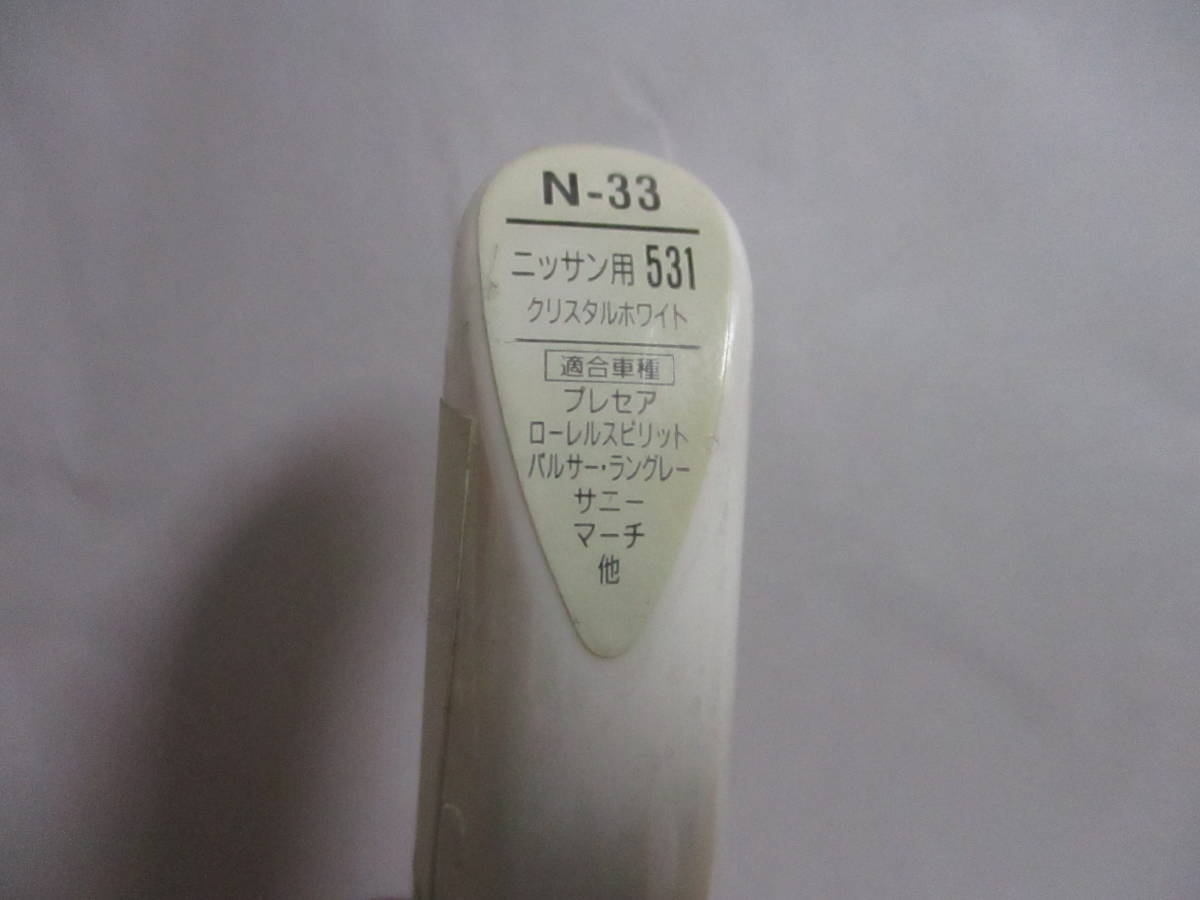 N-33
ニッサン用 531
クリスタルホワイト
適合車種
プレセア
ローレルスピリット
パルサー・ラングレー
サニー
マーチ
他